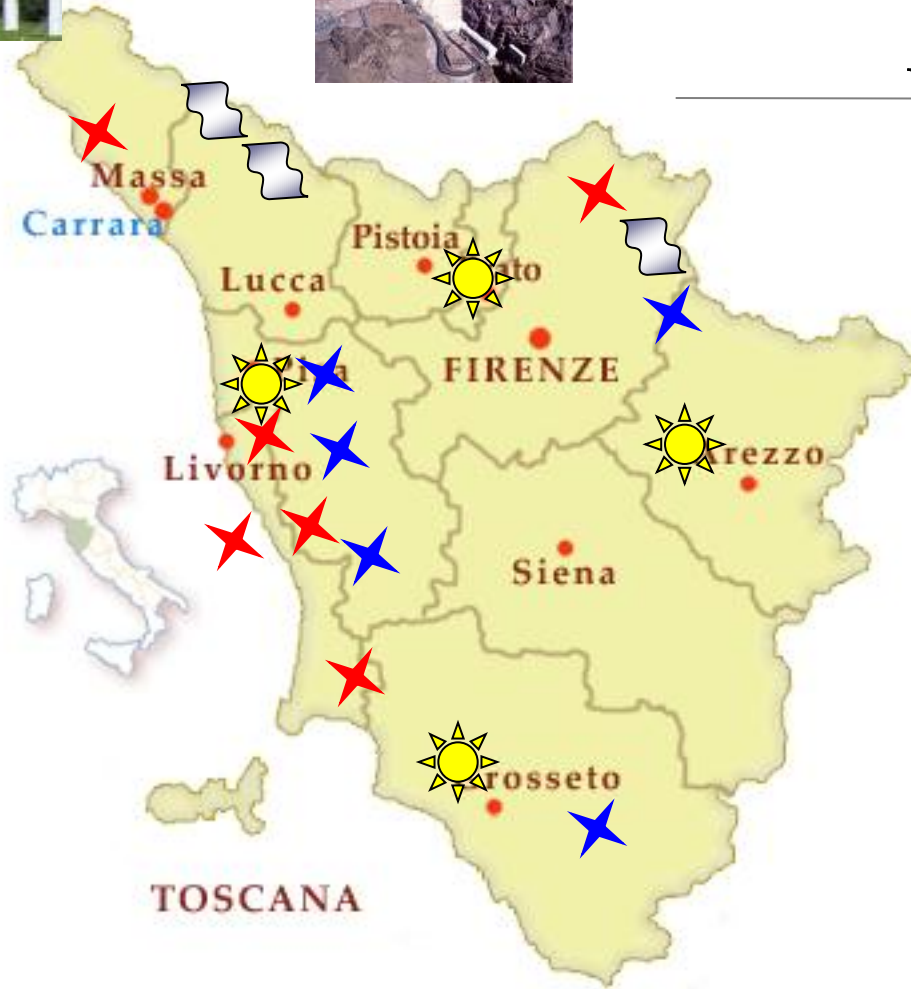 Massa
Carrara
Pistoia
Lucca
FIRENZE
Livorno
Siena
TOSCANA